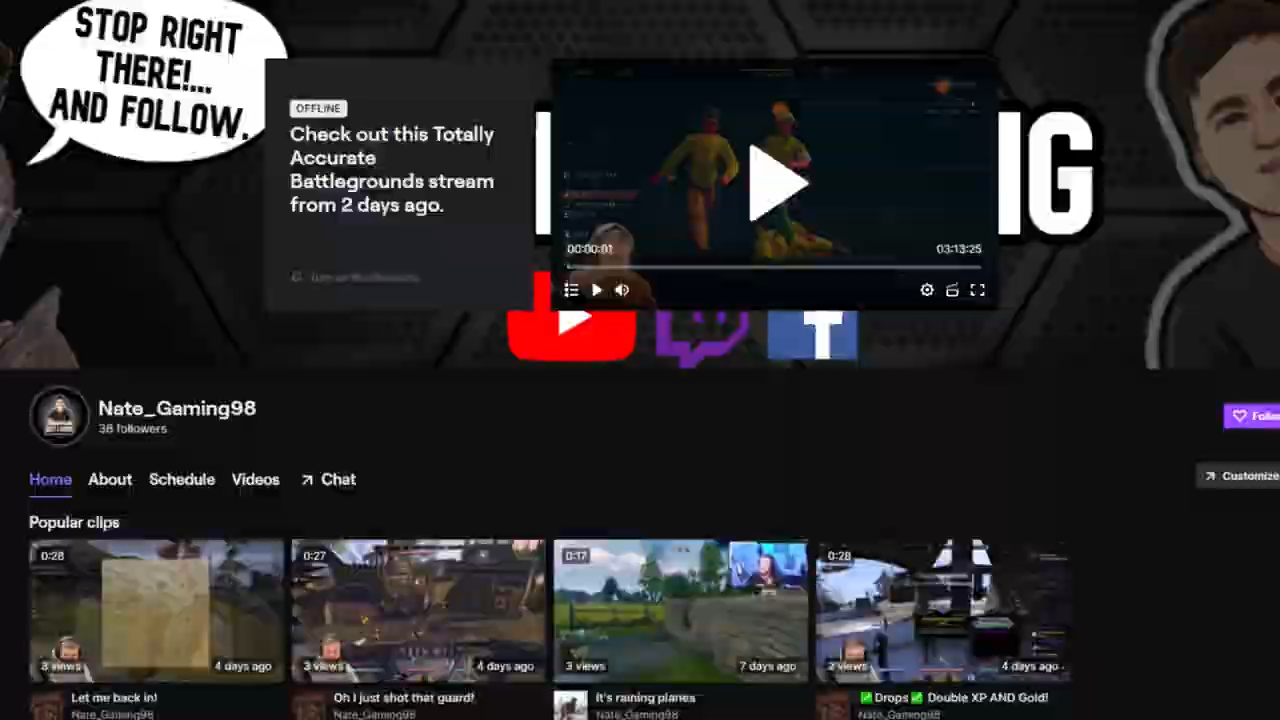 STOP RIGHT
THERE!...
AND FOLLOW.
OFFLINE
Check out this Totally
Accurate
Battlegrounds stream
from 2 days ago.
00:00:01
03:13:25
G
Nate_Gaming98
38 followers
Home
About
Schedule
Videos
Chat
Customize
Popular clips
0:28
3 views
4 days ago
0:27
3 views
4 days ago
0:17
3 views
7 days ago
0:28
2 views
4 days ago
Let me back in!
Nate_Gaming98
Oh I just shot that guard!
Nate_Gaming98
It's raining planes
Nate_Gaming98
✅Drops✅ Double XP AND Gold!
Nate_Gaming98